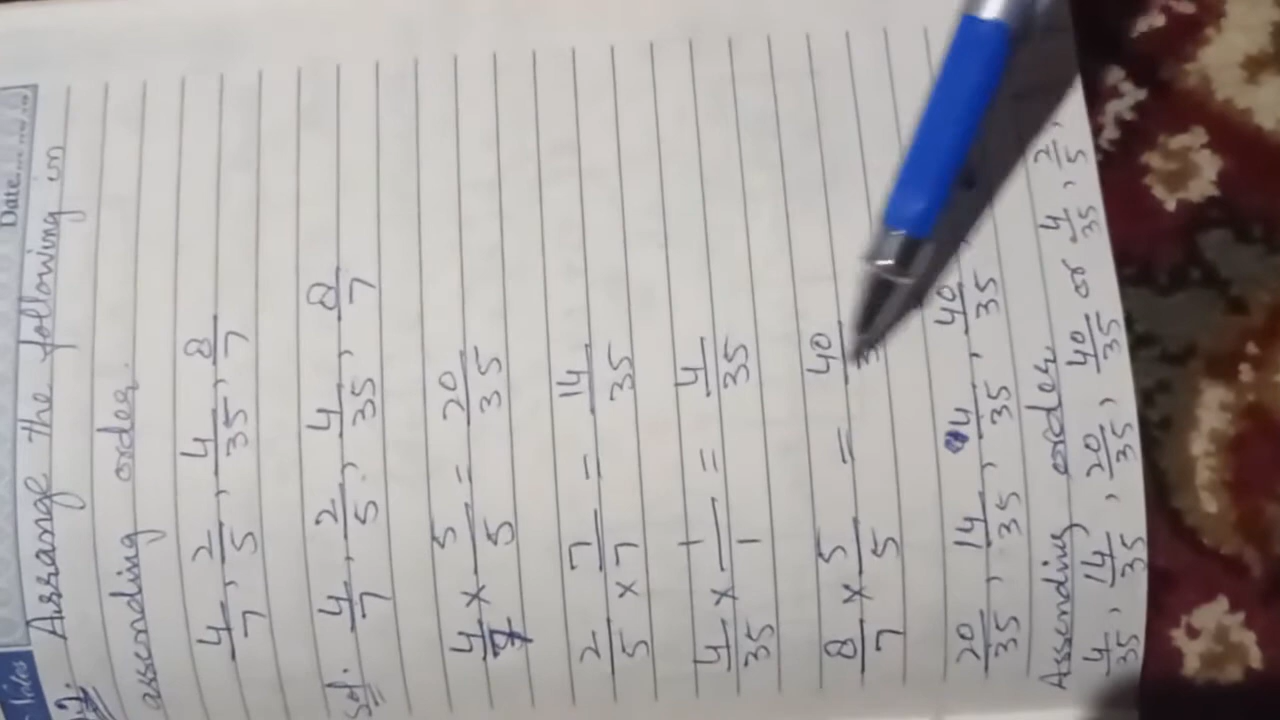 Date
Q2. Arrange the following in
assending order.
4/7, 2/5, 4/35, 8/7
Sol. 4/7, 2/5, 4/35, 8/7
4/7 × 5/5 = 20/35
2/5 × 7/7 = 14/35
4/35 × 1/1 = 4/35
8/7 × 5/5 = 40/
20/35, 14/35, 4/35, 40/35
Assending order
4/35, 14/35, 20/35, 40/35 or 4/35, 2/5,